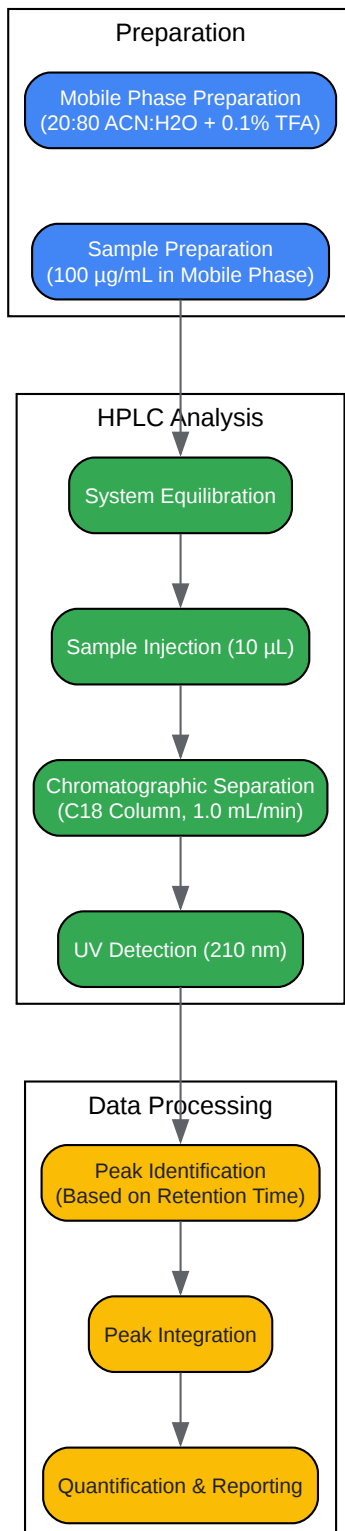 Preparation
Mobile Phase Preparation
(20:80 ACN:H2O + 0.1% TFA)
Sample Preparation
(100 µg/mL in Mobile Phase)
HPLC Analysis
System Equilibration
Sample Injection (10 µL)
Chromatographic Separation
(C18 Column, 1.0 mL/min)
UV Detection (210 nm)
Data Processing
Peak Identification
(Based on Retention Time)
Peak Integration
Quantification & Reporting